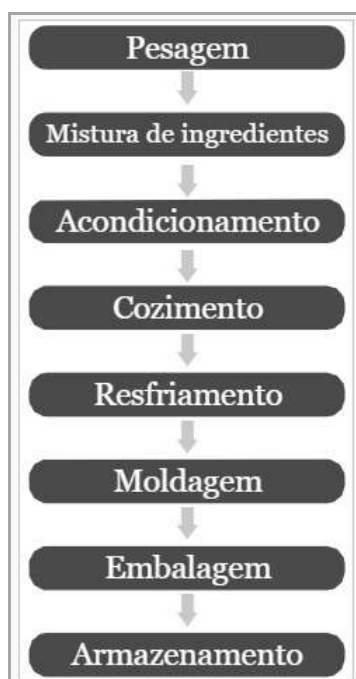 Pesagem
Mistura de ingredientes
Acondicionamento
Cozimento
Resfriamento
Moldagem
Embalagem
Armazenamento